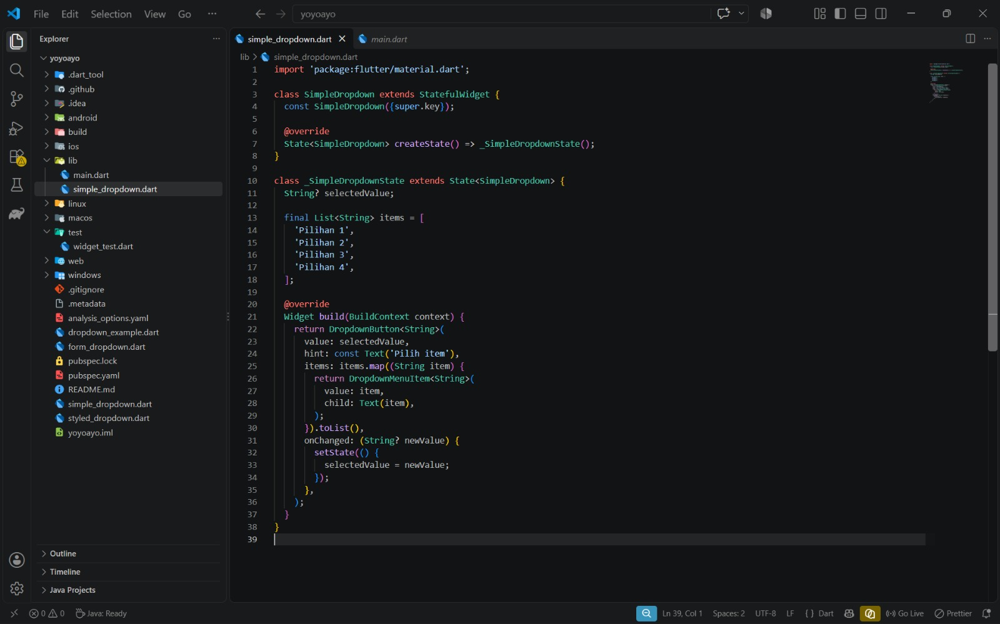 File Edit Selection View Go ···
yoyoayo
Explorer ···
yoyoayo
.dart_tool
.github
.idea
android
build
ios
lib
main.dart
simple_dropdown.dart
linux
macos
test
widget_test.dart
web
windows
.gitignore
.metadata
analysis_options.yaml
dropdown_example.dart
form_dropdown.dart
pubspec.lock
pubspec.yaml
README.md
simple_dropdown.dart
styled_dropdown.dart
yoyoayo.iml
Outline
Timeline
Java Projects
simple_dropdown.dart main.dart
lib > simple_dropdown.dart
1 import 'package:flutter/material.dart';
2
3 class SimpleDropdown extends StatefulWidget {
4   const SimpleDropdown({super.key});
5
6   @override
7   State<SimpleDropdown> createState() => _SimpleDropdownState();
8 }
9
10 class _SimpleDropdownState extends State<SimpleDropdown> {
11   String? selectedValue;
12
13   final List<String> items = [
14     'Pilihan 1',
15     'Pilihan 2',
16     'Pilihan 3',
17     'Pilihan 4',
18   ];
19
20   @override
21   Widget build(BuildContext context) {
22     return DropdownButton<String>(
23       value: selectedValue,
24       hint: const Text('Pilih item'),
25       items: items.map((String item) {
26         return DropdownMenuItem<String>(
27           value: item,
28           child: Text(item),
29         );
30       }).toList(),
31       onChanged: (String? newValue) {
32         setState(() {
33           selectedValue = newValue;
34         });
35       },
36     );
37   }
38 }
39
0 0 Java: Ready Ln 39, Col 1 Spaces: 2 UTF-8 LF { } Dart Go Live Prettier